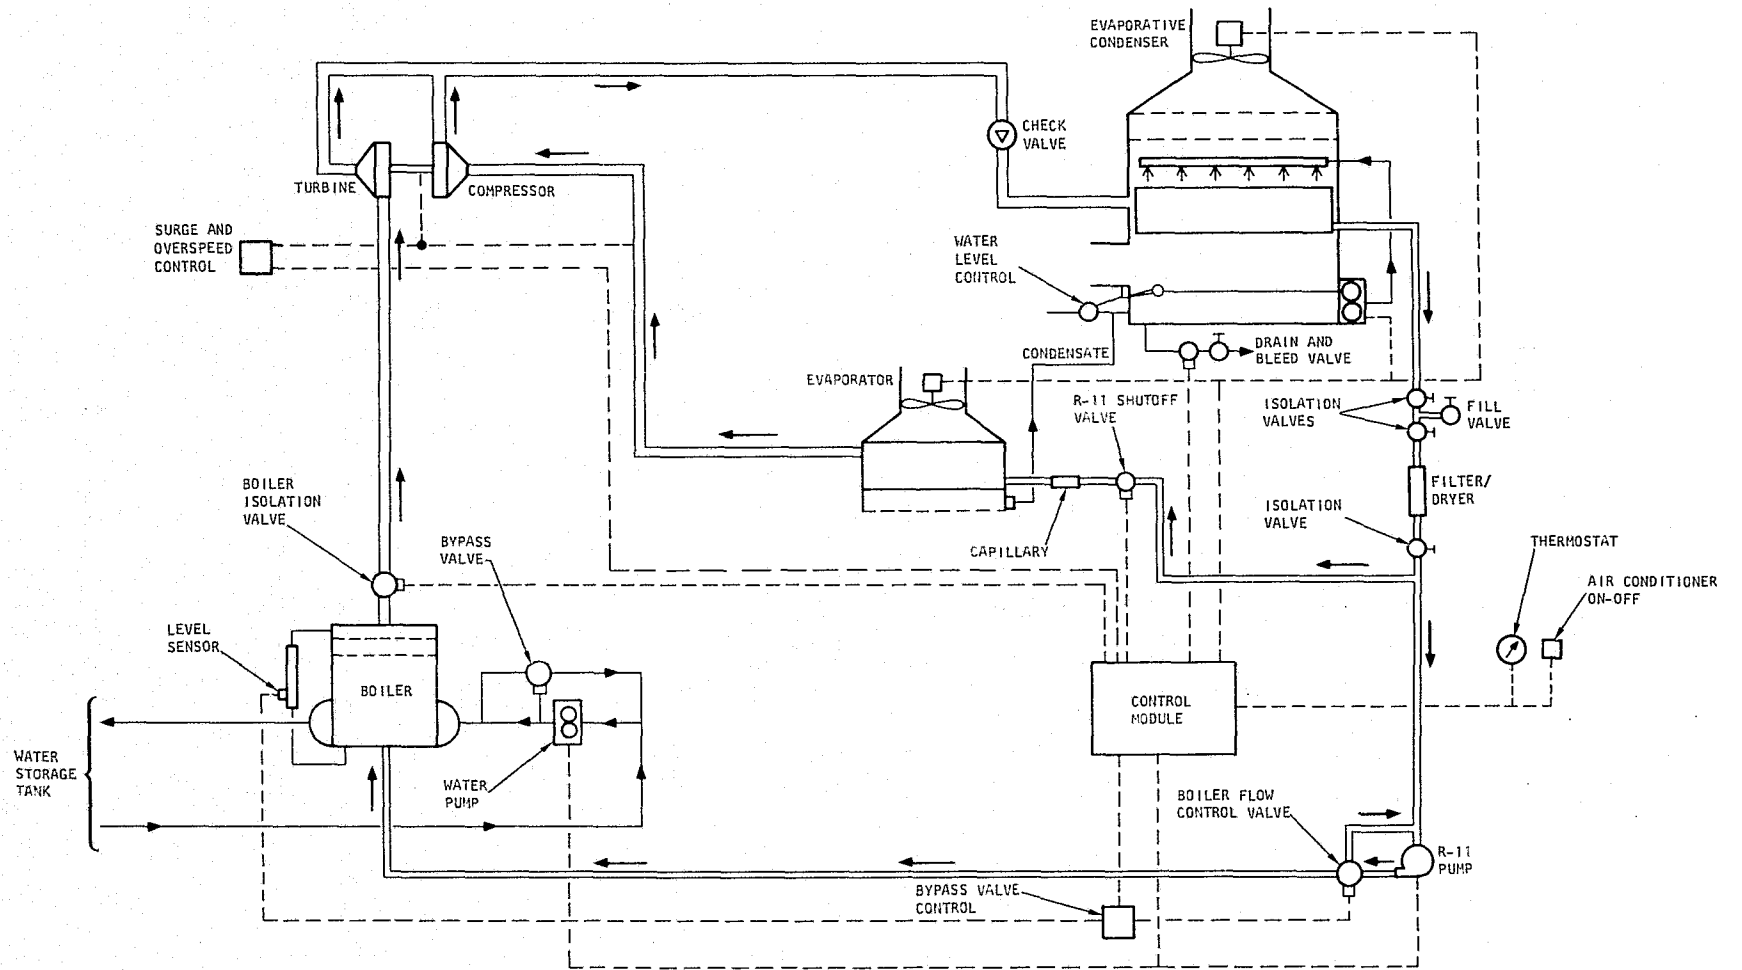 EVAPORATIVE
CONDENSER
CHECK
VALVE
TURBINE
COMPRESSOR
SURGE AND
OVERSPEED
CONTROL
WATER
LEVEL
CONTROL
CONDENSATE
DRAIN AND
BLEED VALVE
EVAPORATOR
R-11 SHUTOFF
VALVE
ISOLATION
VALVES
FILL
VALVE
FILTER/
DRYER
BOILER
ISOLATION
VALVE
BYPASS
VALVE
CAPILLARY
ISOLATION
VALVE
THERMOSTAT
AIR CONDITIONER
ON-OFF
LEVEL
SENSOR
BOILER
CONTROL
MODULE
WATER
STORAGE
TANK
WATER
PUMP
BOILER FLOW
CONTROL VALVE
R-11
PUMP
BYPASS VALVE
CONTROL